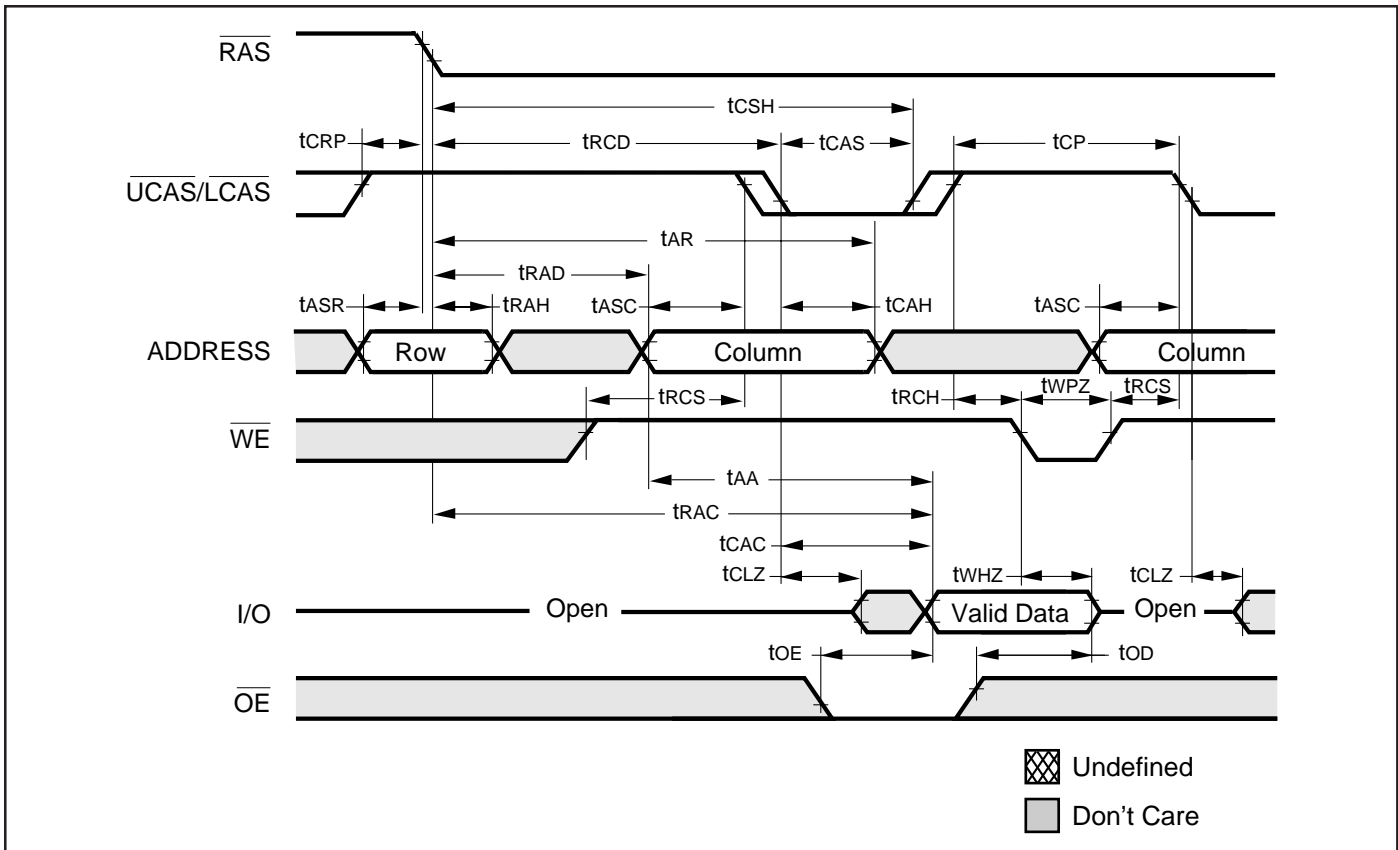 RAS
tCSH
tCRP
tRCD
tCAS
tCP
UCAS/LCAS
tAR
tRAD
tASR
tRAH
tASC
tCAH
tASC
ADDRESS
Row
Column
Column
tRCS
tRCH
tWPZ
tRCS
WE
tAA
tRAC
tCAC
tCLZ
tWHZ
tCLZ
I/O
Open
Valid Data
Open
tOE
tOD
OE
Undefined
Don't Care